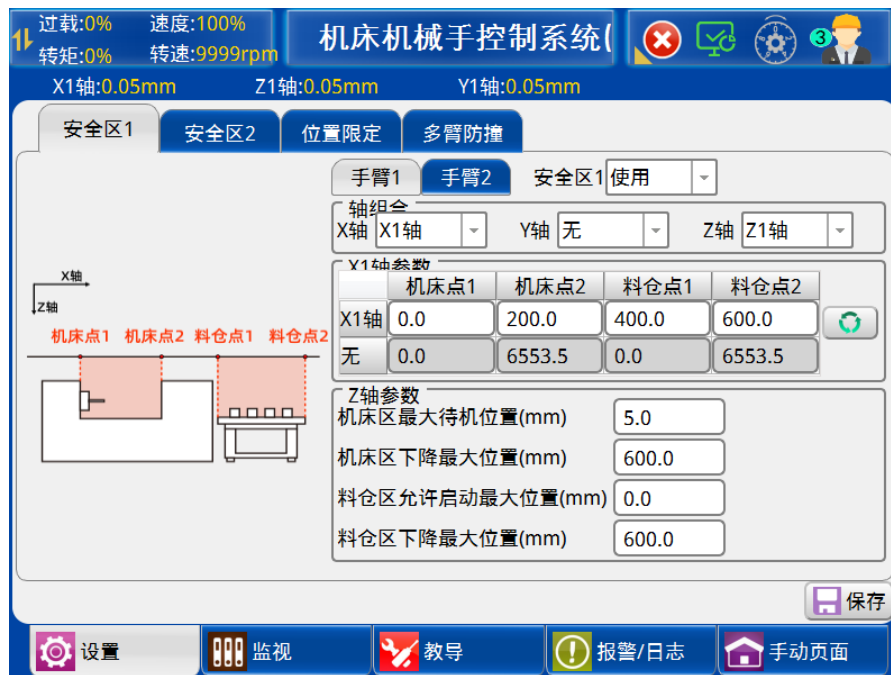 过载:0% 速度:100%
转矩:0% 转速:9999rpm
机床机械手控制系统(
3
X1轴:0.05mm Z1轴:0.05mm Y1轴:0.05mm
安全区1 安全区2 位置限定 多臂防撞
手臂1 手臂2 安全区1 使用
轴组合
X轴 X1轴 Y轴 无 Z轴 Z1轴
X1轴参数
机床点1 机床点2 料仓点1 料仓点2
X1轴 0.0 200.0 400.0 600.0
无 0.0 6553.5 0.0 6553.5
X轴
Z轴
机床点1 机床点2 料仓点1 料仓点2
Z轴参数
机床区最大待机位置(mm) 5.0
机床区下降最大位置(mm) 600.0
料仓区允许启动最大位置(mm) 0.0
料仓区下降最大位置(mm) 600.0
保存
设置 监视 教导 报警/日志 手动页面